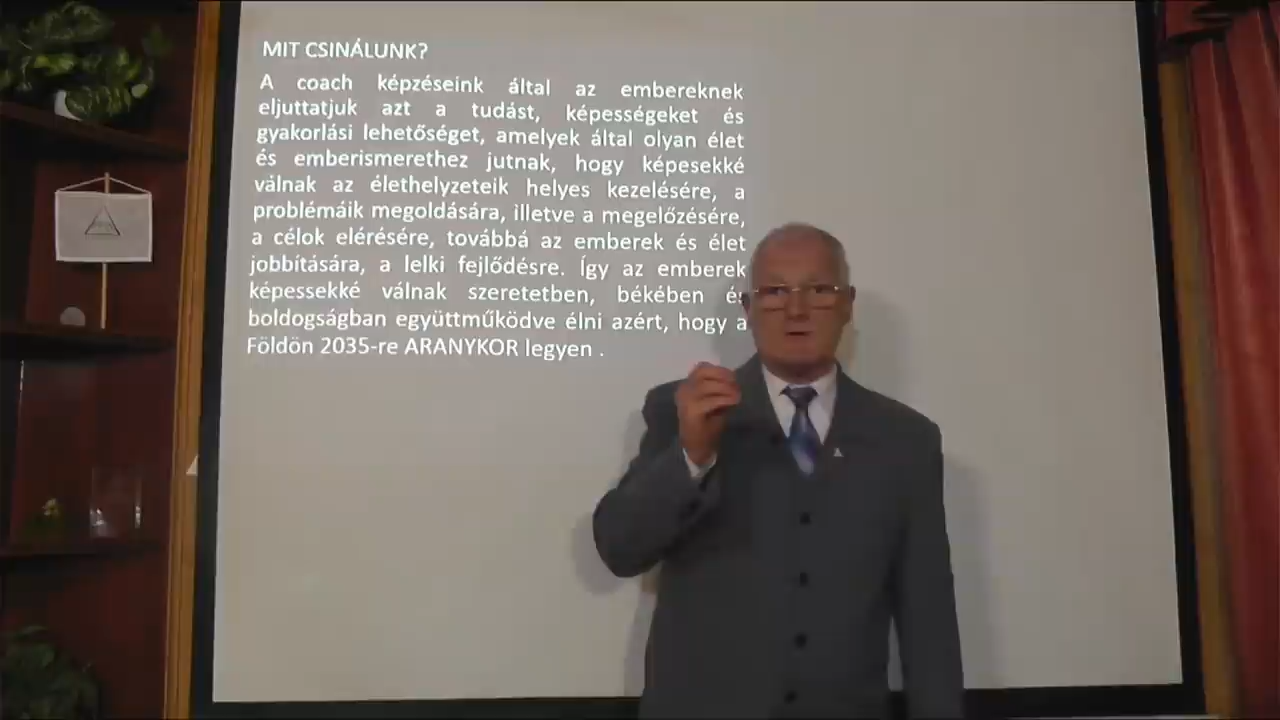 MIT CSINÁLUNK?
A coach képzéseink által az embereknek
eljuttatjuk azt a tudást, képességeket és
gyakorlási lehetőséget, amelyek által olyan élet
és emberismerethez jutnak, hogy képesekké
válnak az élethelyzeteik helyes kezelésére, a
problémáik megoldására, illetve a megelőzésére,
a célok elérésére, továbbá az emberek és élet
jobbítására, a lelki fejlődésre. Így az emberek
képessekké válnak szeretetben, békében és
boldogságban együttműködve élni azért, hogy a
Földön 2035-re ARANYKOR legyen .